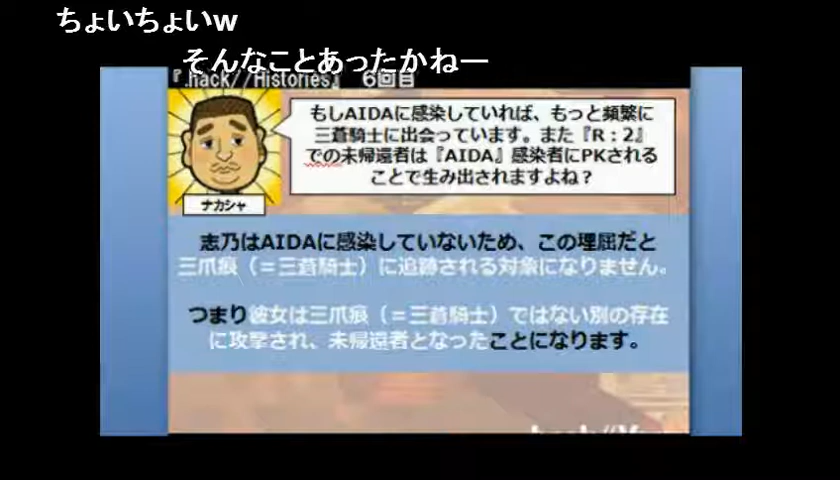 ちょいちょいw
そんなことあったかねー
『.hack//Histories』 6回目
もしAIDAに感染していれば、もっと頻繁に
三蒼騎士に出会っています。また『R：2』
での未帰還者は『AIDA』感染者にPKされる
ことで生み出されますよね？
ナカシャ
志乃はAIDAに感染していないため、この理屈だと
三爪痕（＝三蒼騎士）に追跡される対象になりません。
つまり彼女は三爪痕（＝三蒼騎士）ではない別の存在
に攻撃され、未帰還者となったことになります。